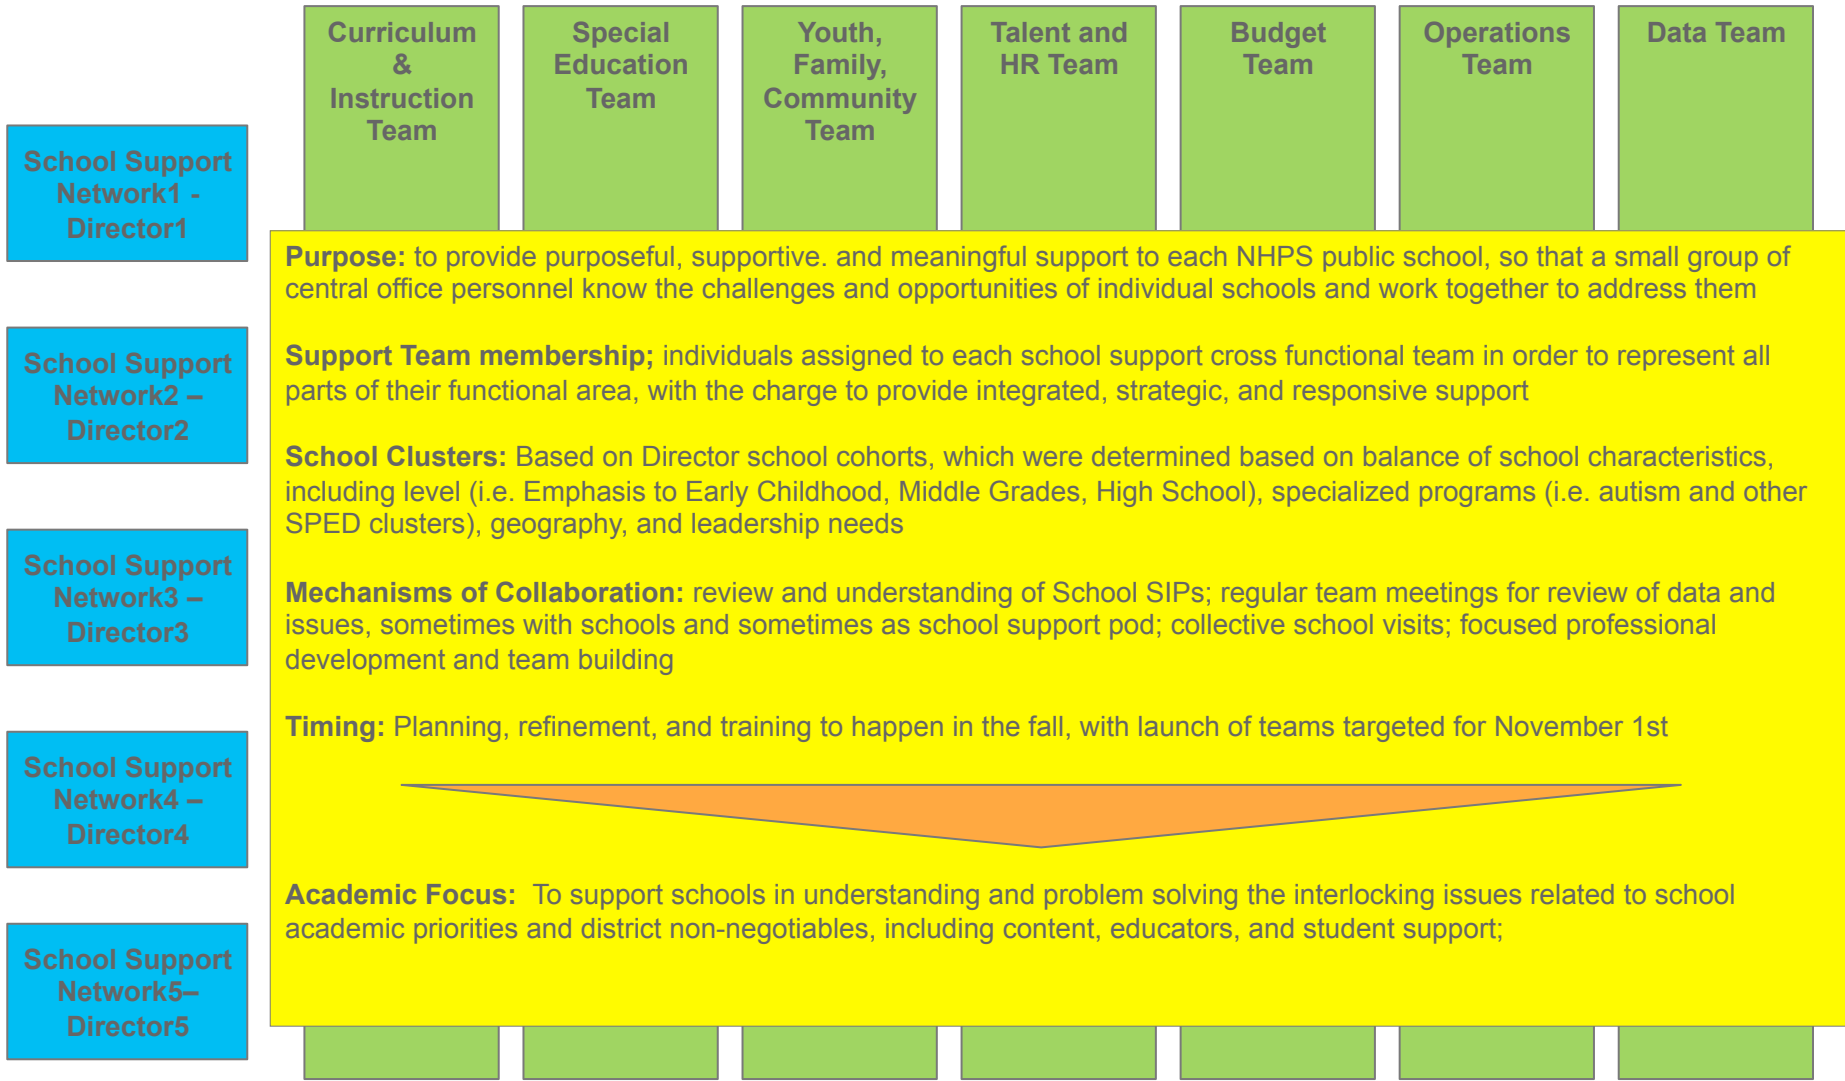 Curriculum
&
Instruction
Team
Special
Education
Team
Youth,
Family,
Community
Team
Talent and
HR Team
Budget
Team
Operations
Team
Data Team
School Support
Network1 -
Director1
School Support
Network2 –
Director2
School Support
Network3 –
Director3
School Support
Network4 –
Director4
School Support
Network5–
Director5
Purpose: to provide purposeful, supportive. and meaningful support to each NHPS public school, so that a small group of
central office personnel know the challenges and opportunities of individual schools and work together to address them
Support Team membership; individuals assigned to each school support cross functional team in order to represent all
parts of their functional area, with the charge to provide integrated, strategic, and responsive support
School Clusters: Based on Director school cohorts, which were determined based on balance of school characteristics,
including level (i.e. Emphasis to Early Childhood, Middle Grades, High School), specialized programs (i.e. autism and other
SPED clusters), geography, and leadership needs
Mechanisms of Collaboration: review and understanding of School SIPs; regular team meetings for review of data and
issues, sometimes with schools and sometimes as school support pod; collective school visits; focused professional
development and team building
Timing: Planning, refinement, and training to happen in the fall, with launch of teams targeted for November 1st
Academic Focus: To support schools in understanding and problem solving the interlocking issues related to school
academic priorities and district non-negotiables, including content, educators, and student support;